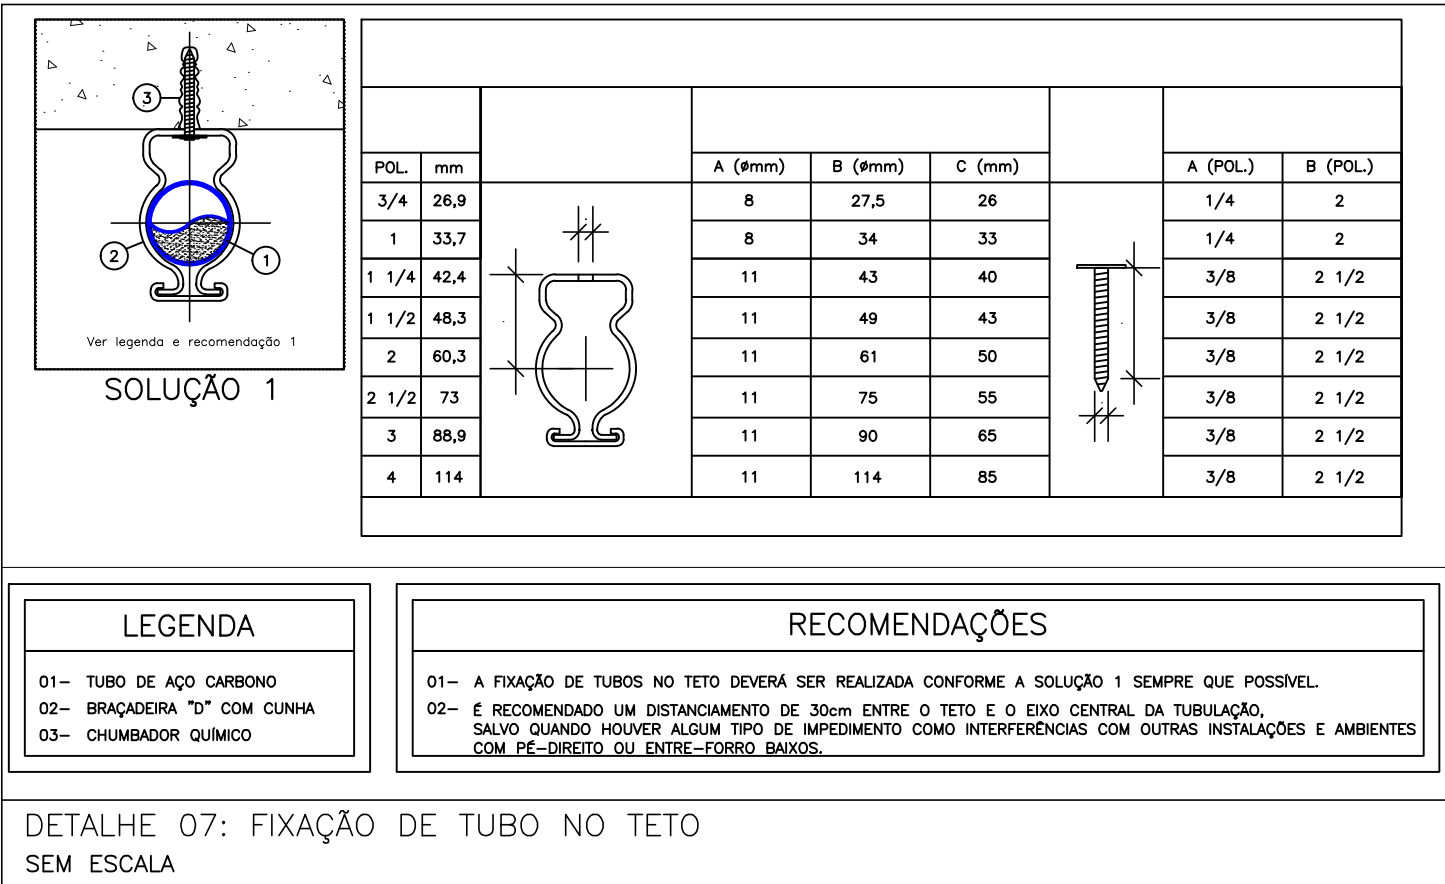 3
2
1
Ver legenda e recomendação 1
SOLUÇÃO 1
POL. mm A (ømm) B (ømm) C (mm) A (POL.) B (POL.)
3/4 26,9 8 27,5 26 1/4 2
1 33,7 8 34 33 1/4 2
1 1/4 42,4 11 43 40 3/8 2 1/2
1 1/2 48,3 11 49 43 3/8 2 1/2
2 60,3 11 61 50 3/8 2 1/2
2 1/2 73 11 75 55 3/8 2 1/2
3 88,9 11 90 65 3/8 2 1/2
4 114 11 114 85 3/8 2 1/2
LEGENDA
01– TUBO DE AÇO CARBONO
02– BRAÇADEIRA "D" COM CUNHA
03– CHUMBADOR QUÍMICO
RECOMENDAÇÕES
01– A FIXAÇÃO DE TUBOS NO TETO DEVERÁ SER REALIZADA CONFORME A SOLUÇÃO 1 SEMPRE QUE POSSÍVEL.
02– É RECOMENDADO UM DISTANCIAMENTO DE 30cm ENTRE O TETO E O EIXO CENTRAL DA TUBULAÇÃO,
SALVO QUANDO HOUVER ALGUM TIPO DE IMPEDIMENTO COMO INTERFERÊNCIAS COM OUTRAS INSTALAÇÕES E AMBIENTES
COM PÉ–DIREITO OU ENTRE–FORRO BAIXOS.
DETALHE 07: FIXAÇÃO DE TUBO NO TETO
SEM ESCALA